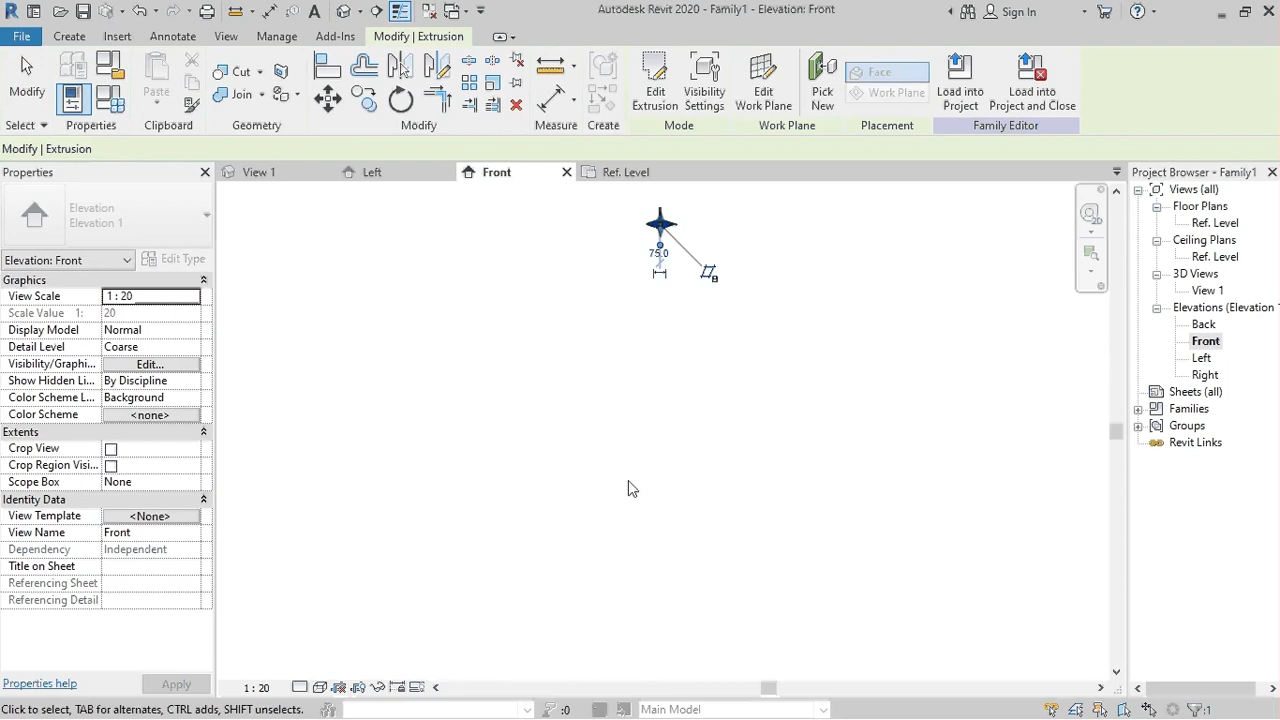 Autodesk Revit 2020 - Family1 - Elevation: Front
Sign In
File
Create
Insert
Annotate
View
Manage
Add-Ins
Modify | Extrusion
Modify
Paste
Cut
Join
Edit Extrusion
Visibility Settings
Edit Work Plane
Pick New
Face
Work Plane
Load into Project
Load into Project and Close
Select
Properties
Clipboard
Geometry
Modify
Measure
Create
Mode
Work Plane
Placement
Family Editor
Modify | Extrusion
Properties
Elevation
Elevation 1
Elevation: Front
Edit Type
Graphics
View Scale 1 : 20
Scale Value 1: 20
Display Model Normal
Detail Level Coarse
Visibility/Graphi... Edit...
Show Hidden Li... By Discipline
Color Scheme L... Background
Color Scheme <none>
Extents
Crop View
Crop Region Visi...
Scope Box None
Identity Data
View Template <None>
View Name Front
Dependency Independent
Title on Sheet
Referencing Sheet
Referencing Detail
Properties help
Apply
View 1
Left
Front
Ref. Level
75.0
2D
1 : 20
Project Browser - Family1
Views (all)
Floor Plans
Ref. Level
Ceiling Plans
Ref. Level
3D Views
View 1
Elevations (Elevation 1
Back
Front
Left
Right
Sheets (all)
Families
Groups
Revit Links
Click to select, TAB for alternates, CTRL adds, SHIFT unselects.
:0
Main Model
:1